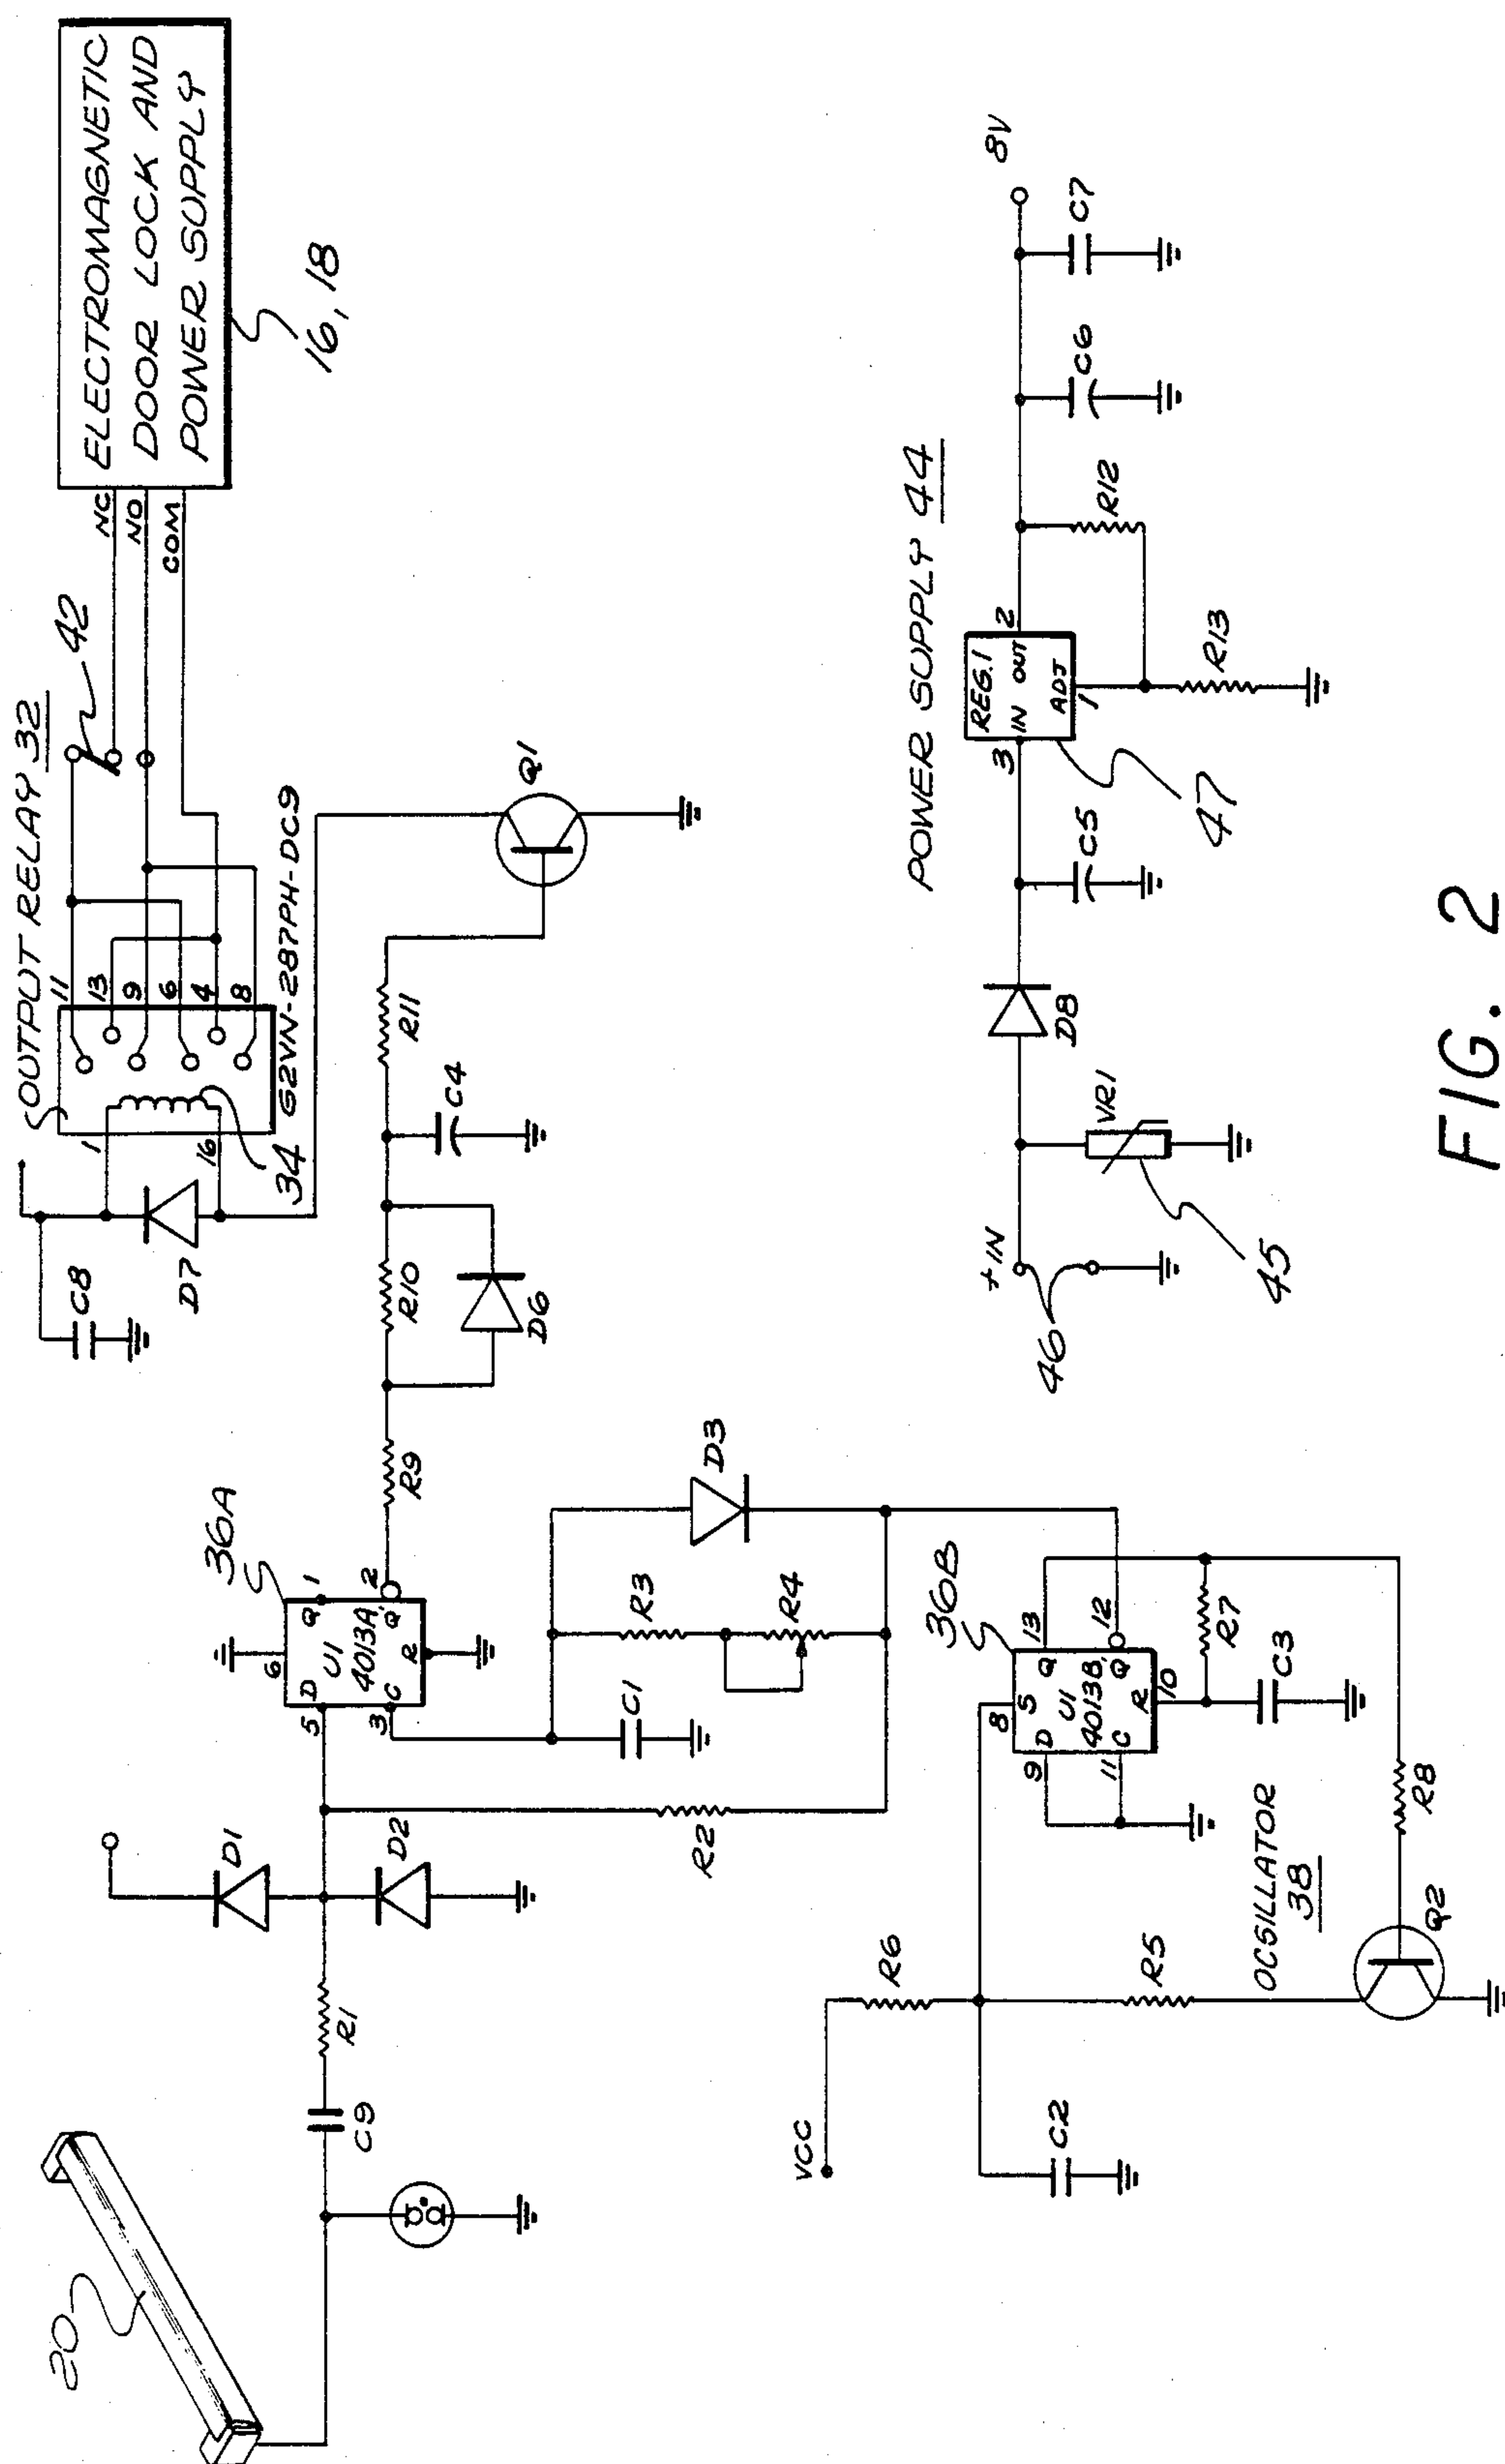 ELECTROMAGNETIC
DOOR LOCK AND
POWER SUPPLY
16, 18
NC
NO
COM
OUTPUT RELAY 32
42
11
13
9
6
4
8
1
16
34
G2VN-287PH-DC9
C8
D7
Q1
R11
C4
R10
D6
R9
36A
U1
4013A
D
C
Q
Q
R
6
5
3
1
2
20
C9
R1
D1
D2
R2
C1
R3
R4
D3
36B
U1
4013B
S
D
C
Q
Q
R
8
9
11
13
12
10
R7
C3
R8
OCSILLATOR
38
Q2
R5
R6
VCC
C2
POWER SUPPLY 44
+IN
46
VR1
45
D8
C5
REG.1
IN OUT
ADJ
3
2
1
47
R12
R13
C6
C7
8V
FIG. 2